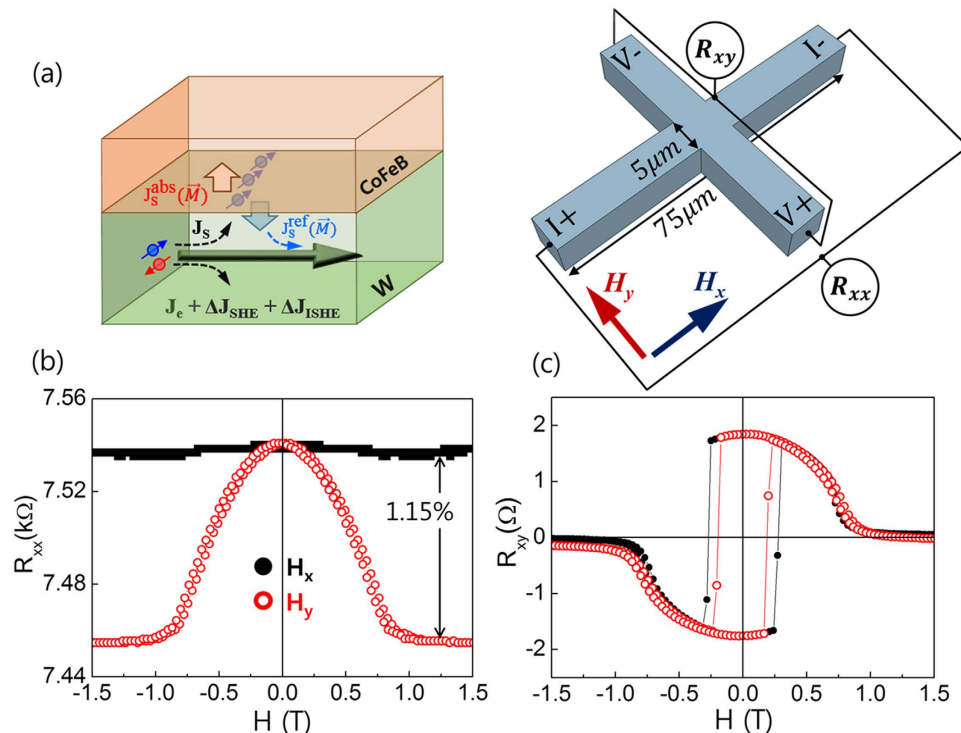 (a)
CoFeB
J_S^abs(M⃗)
J_S
J_S^ref(M⃗)
J_e + ΔJ_SHE + ΔJ_ISHE
W
V-
R_xy
I-
5μm
75μm
I+
V+
R_xx
H_y
H_x
(b)
7.56
7.52
7.48
7.44
R_xx(kΩ)
1.15%
H_x
H_y
-1.5 -1.0 -0.5 0.0 0.5 1.0 1.5
H (T)
(c)
2
1
0
-1
-2
R_xy(Ω)
-1.5 -1.0 -0.5 0.0 0.5 1.0 1.5
H (T)